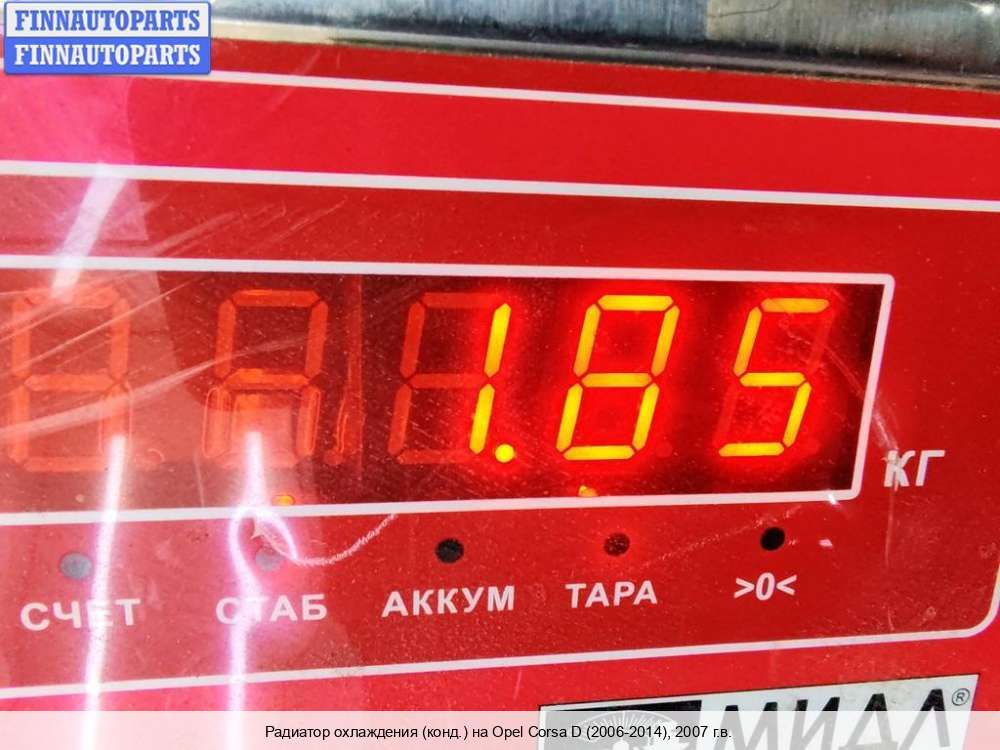 FINNAUTOPARTS
FINNAUTOPARTS
1.85
КГ
СЧЕТ СТАБ АККУМ ТАРА >0<
МИДЛ®
Радиатор охлаждения (конд.) на Opel Corsa D (2006-2014), 2007 г.в.